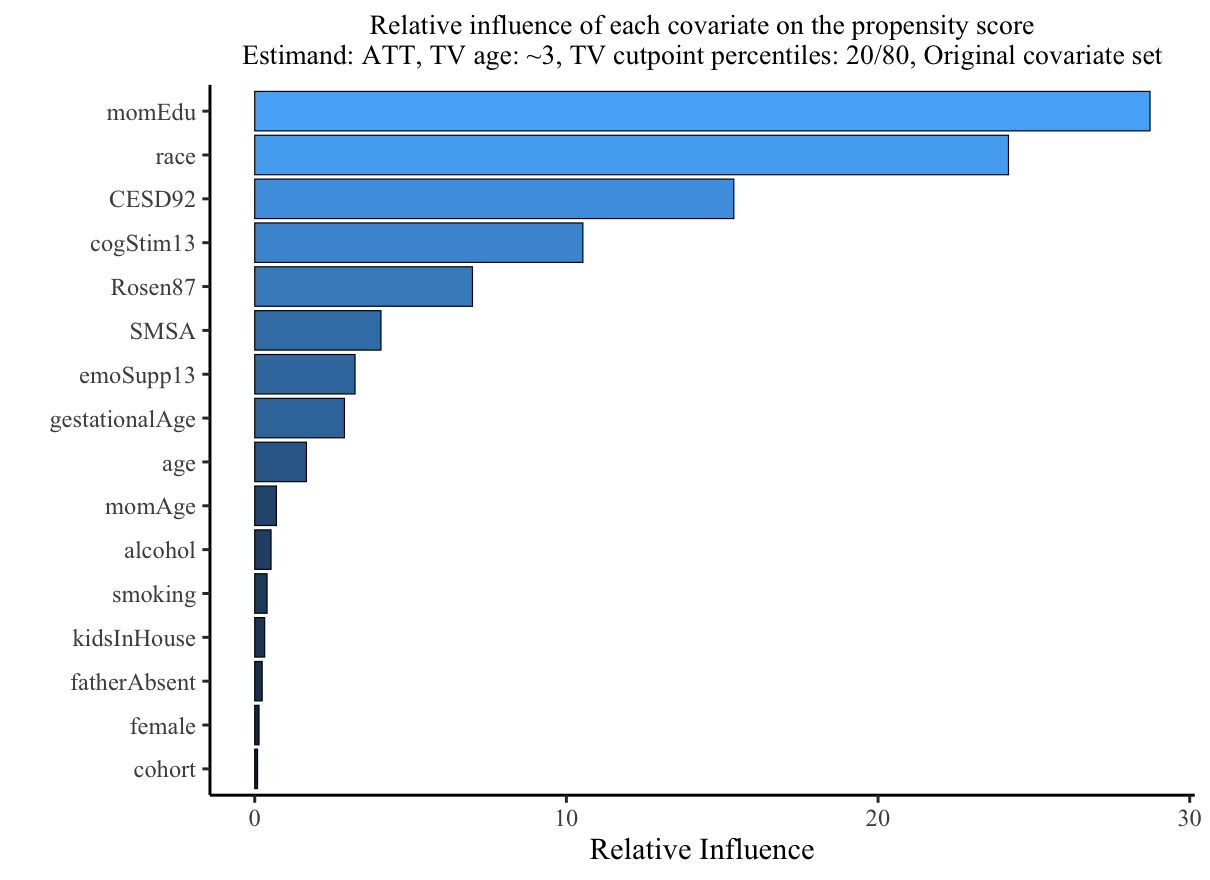 Relative influence of each covariate on the propensity score
Estimand: ATT, TV age: ~3, TV cutpoint percentiles: 20/80, Original covariate set
momEdu
race
CESD92
cogStim13
Rosen87
SMSA
emoSupp13
gestationalAge
age
momAge
alcohol
smoking
kidsInHouse
fatherAbsent
female
cohort
0 10 20 30
Relative Influence